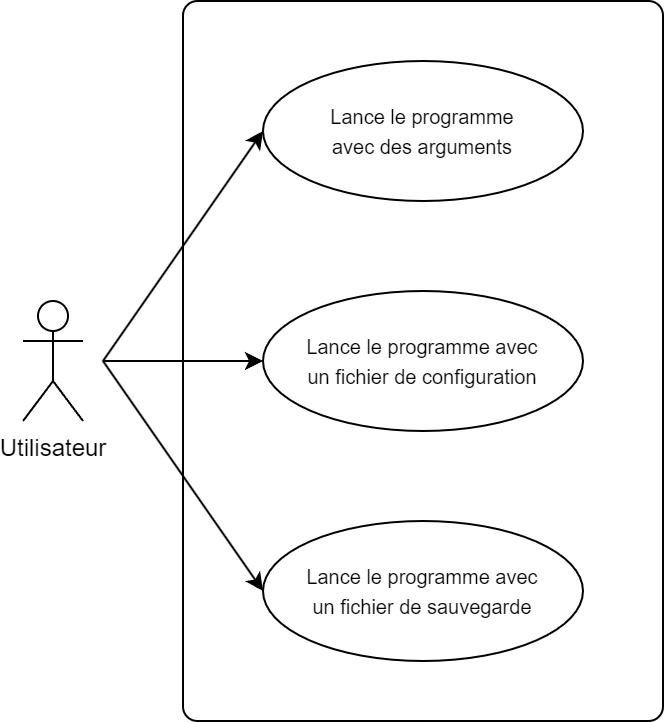 Lance le programme
avec des arguments
Lance le programme avec
un fichier de configuration
Utilisateur
Lance le programme avec
un fichier de sauvegarde